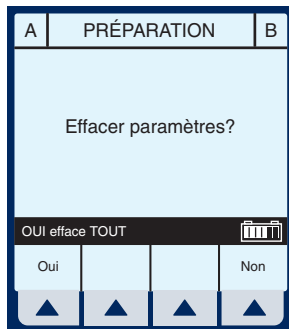 A PRÉPARATION B
Effacer paramètres?
OUI efface TOUT
Oui Non